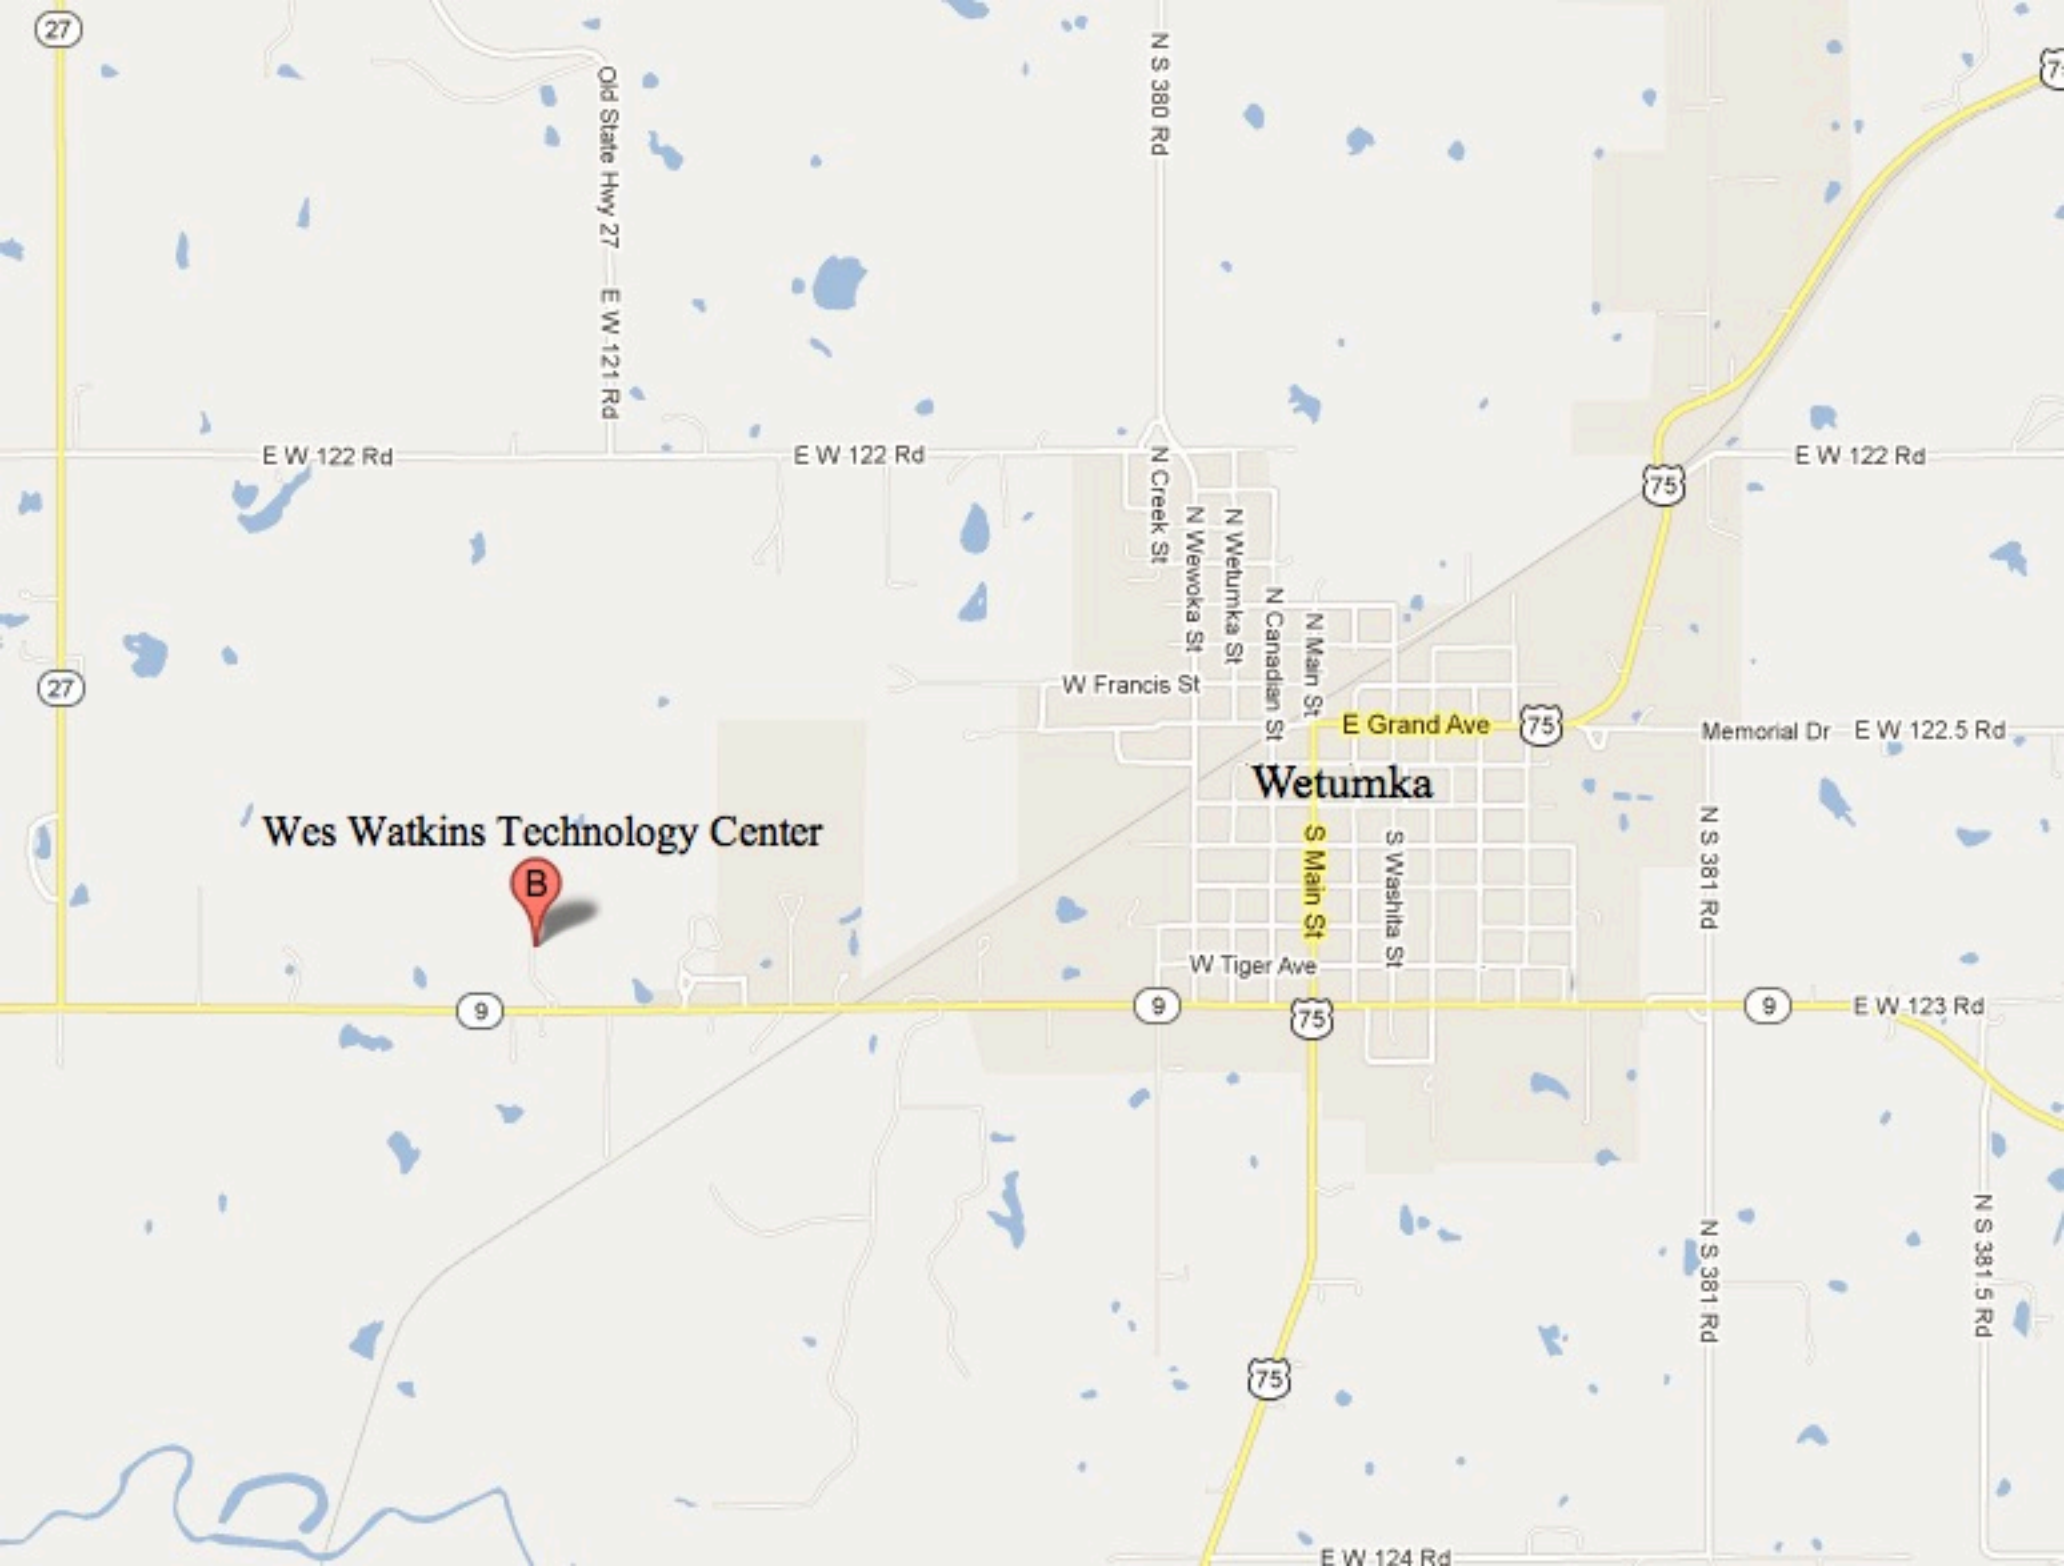 27
7
Old State Hwy 27
E W 121 Rd
N S 380 Rd
E W 122 Rd
E W 122 Rd
E W 122 Rd
75
N Creek St
N Wewoka St
N Wetumka St
N Canadian St
N Main St
27
W Francis St
E Grand Ave
75
Memorial Dr
E W 122.5 Rd
Wetumka
Wes Watkins Technology Center
B
S Main St
S Washita St
N S 381 Rd
W Tiger Ave
9
9
75
9
E W 123 Rd
N S 381 Rd
N S 381.5 Rd
75
E W 124 Rd